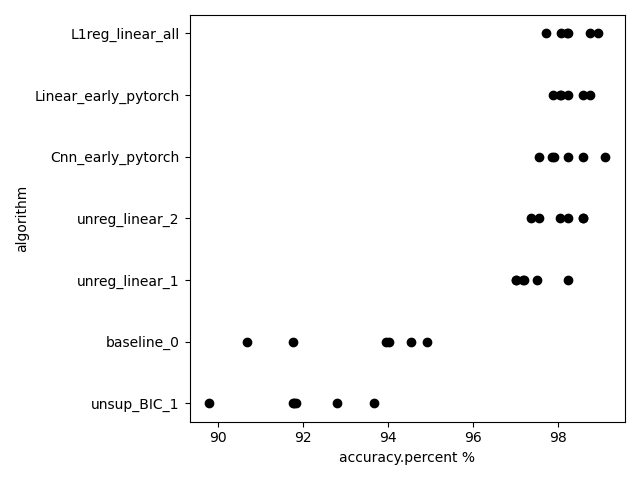 L1reg_linear_all
Linear_early_pytorch
Cnn_early_pytorch
unreg_linear_2
unreg_linear_1
baseline_0
unsup_BIC_1
algorithm
90 92 94 96 98
accuracy.percent %